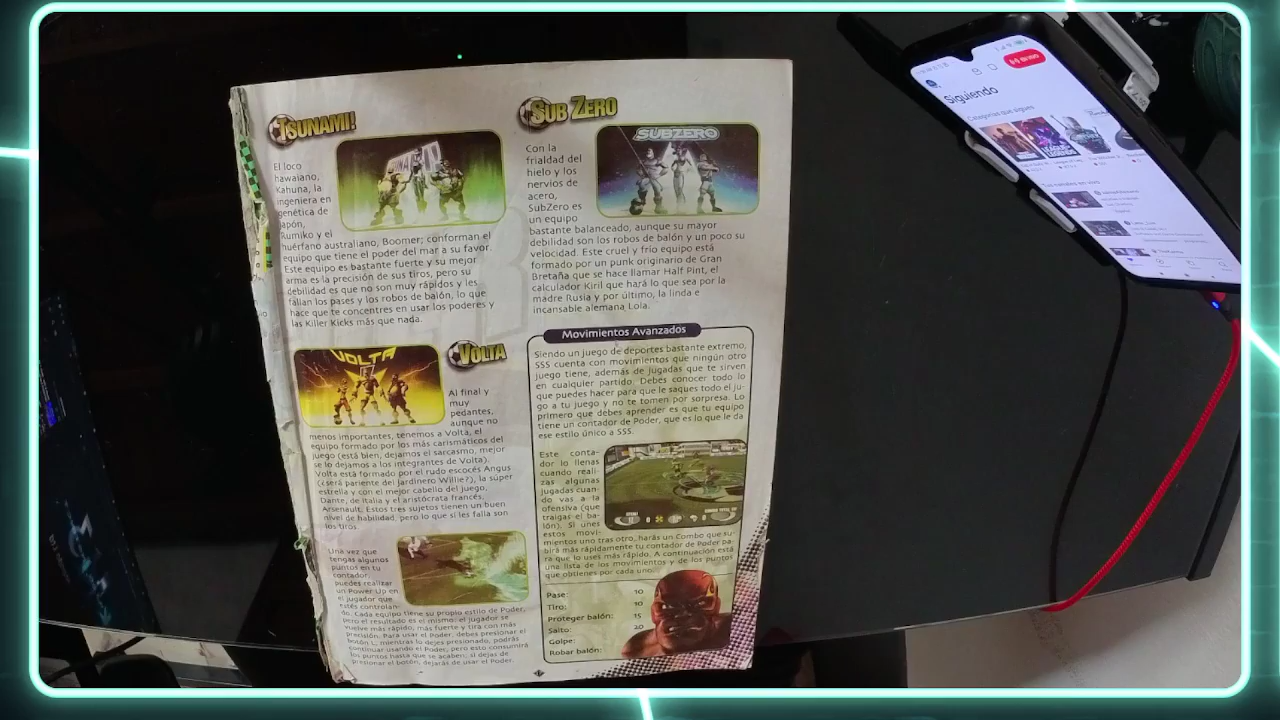 TSUNAMI!
El loco
hawaiano,
Kahuna, la
ingeniera en
genética de
Japón,
Rumiko y el
huérfano australiano, Boomer; conforman el
equipo que tiene el poder del mar a su favor.
Este equipo es bastante fuerte y su mejor
arma es la precisión de sus tiros, pero su
debilidad es que no son muy rápidos y les
fallan los pases y los robos de balón, lo que
hace que te concentres en usar los poderes y
las Killer Kicks más que nada.
VOLTA
VOLTA
Al final y
muy
pedantes,
aunque no
menos importantes, tenemos a Volta, el
equipo formado por los más carismáticos del
juego (está bien, dejamos el sarcasmo, mejor
se lo dejamos a los integrantes de Volta).
Volta está formado por el rudo escocés Angus
(¿será pariente del jardinero Willie?), la súper
estrella y con el mejor cabello del juego,
Dante, de Italia y el aristócrata francés,
Arsenault. Estos tres sujetos tienen un buen
nivel de habilidad, pero lo que sí les falla son
los tiros.
Una vez que
tengas algunos
puntos en tu
contador,
puedes realizar
un Power Up en
el jugador que
estés controlan-
do. Cada equipo tiene su propio estilo de Poder,
pero el resultado es el mismo: el jugador se
vuelve más rápido, más fuerte y tira con más
precisión. Para usar el Poder, debes presionar el
botón L, mientras lo dejes presionado, podrás
continuar usando el Poder, pero esto consumirá
los puntos hasta que se acaben; si dejas de
presionar el botón, dejarás de usar el Poder.
SUB ZERO
SUBZERO
Con la
frialdad del
hielo y los
nervios de
acero,
SubZero es
un equipo
bastante balanceado, aunque su mayor
debilidad son los robos de balón y un poco su
velocidad. Este cruel y frío equipo está
formado por un punk originario de Gran
Bretaña que se hace llamar Half Pint, el
calculador Kiril que hará lo que sea por la
madre Rusia y por último, la linda e
incansable alemana Lola.
Movimientos Avanzados
Siendo un juego de deportes bastante extremo,
SSS cuenta con movimientos que ningún otro
juego tiene, además de jugadas que te sirven
en cualquier partido. Debes conocer todo lo
que puedes hacer para que le saques todo el ju-
go a tu juego y no te tomen por sorpresa. Lo
primero que debes aprender es que tu equipo
tiene un contador de Poder, que es lo que le da
ese estilo único a SSS.
Este conta-
dor lo llenas
cuando reali-
zas algunas
jugadas cuan-
do vas a la
ofensiva (que
traigas el ba-
lón). Si unes
estos movi-
mientos uno tras otro, harás un Combo que su-
birá más rápidamente tu contador de Poder pa-
ra que lo uses más rápido. A continuación está
una lista de los movimientos y de los puntos
que obtienes por cada uno.
Pase: 10
Tiro: 10
Proteger balón: 15
Salto: 20
Golpe:
Robar balón:
Siguiendo
Categorías que sigues